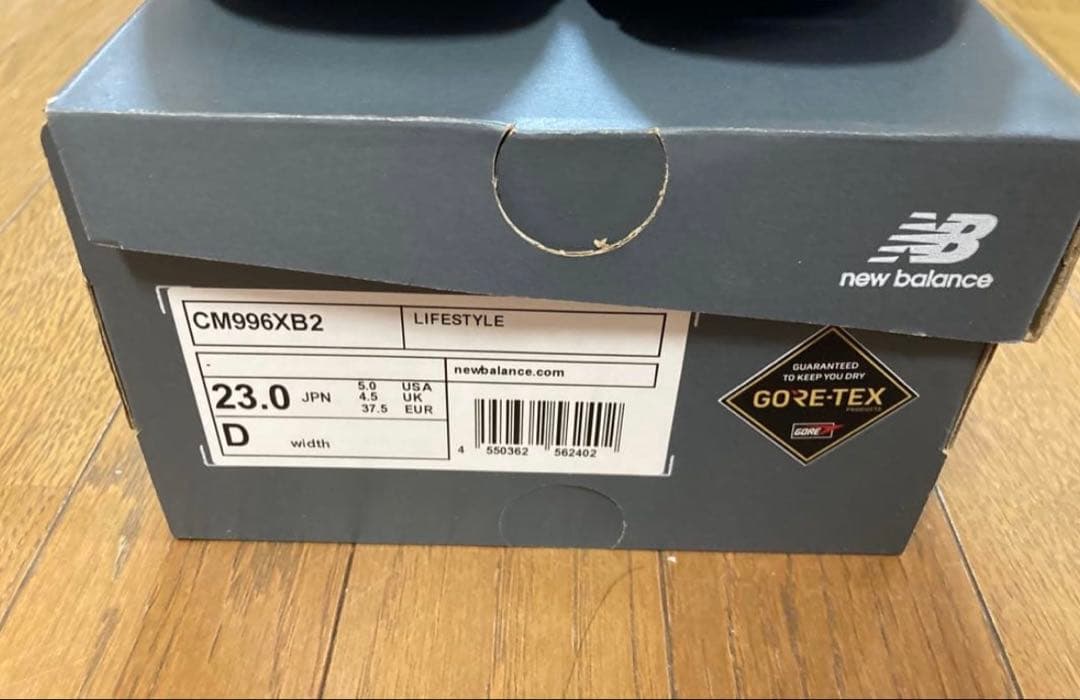 NB
new balance
CM996XB2
LIFESTYLE
newbalance.com
23.0 JPN
5.0 USA
4.5 UK
37.5 EUR
D width
4 550362 562402
GUARANTEED
TO KEEP YOU DRY
GORE-TEX
PRODUCTS
GORE